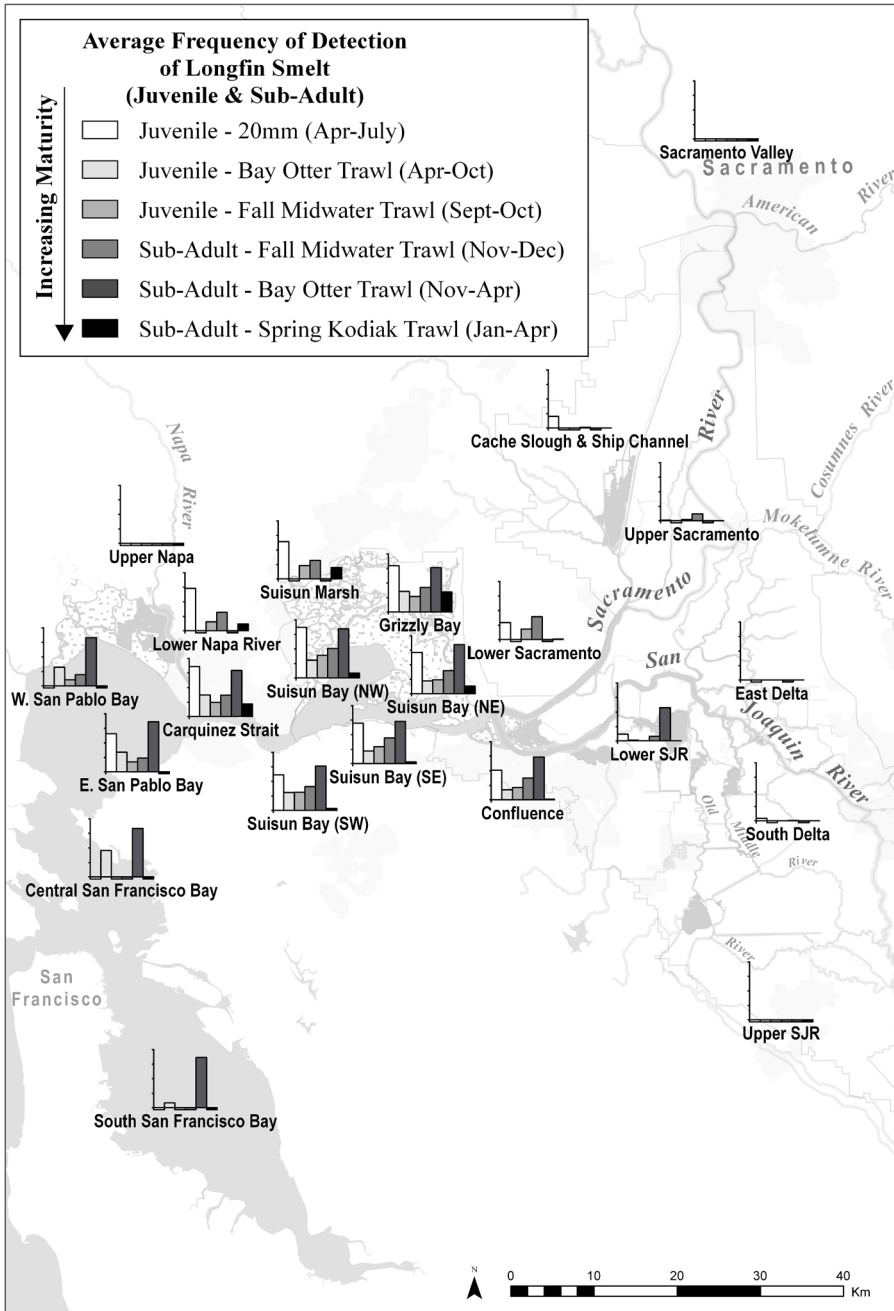 Average Frequency of Detection
of Longfin Smelt
(Juvenile & Sub-Adult)
Increasing Maturity
Juvenile - 20mm (Apr-July)
Juvenile - Bay Otter Trawl (Apr-Oct)
Juvenile - Fall Midwater Trawl (Sept-Oct)
Sub-Adult - Fall Midwater Trawl (Nov-Dec)
Sub-Adult - Bay Otter Trawl (Nov-Apr)
Sub-Adult - Spring Kodiak Trawl (Jan-Apr)
Sacramento Valley
Sacramento
American
River
River
Cosumnes River
Cache Slough & Ship Channel
Napa
River
Upper Napa
Upper Sacramento
Mokelumne River
Suisun Marsh
Grizzly Bay
Sacramento
Lower Napa River
Lower Sacramento
San
W. San Pablo Bay
Suisun Bay (NW)
Suisun Bay (NE)
East Delta
Carquinez Strait
Joaquin
River
Lower SJR
E. San Pablo Bay
Suisun Bay (SE)
Suisun Bay (SW)
Confluence
Old
Middle
River
South Delta
Central San Francisco Bay
River
San
Francisco
Upper SJR
South San Francisco Bay
N
0 10 20 30 40
Km